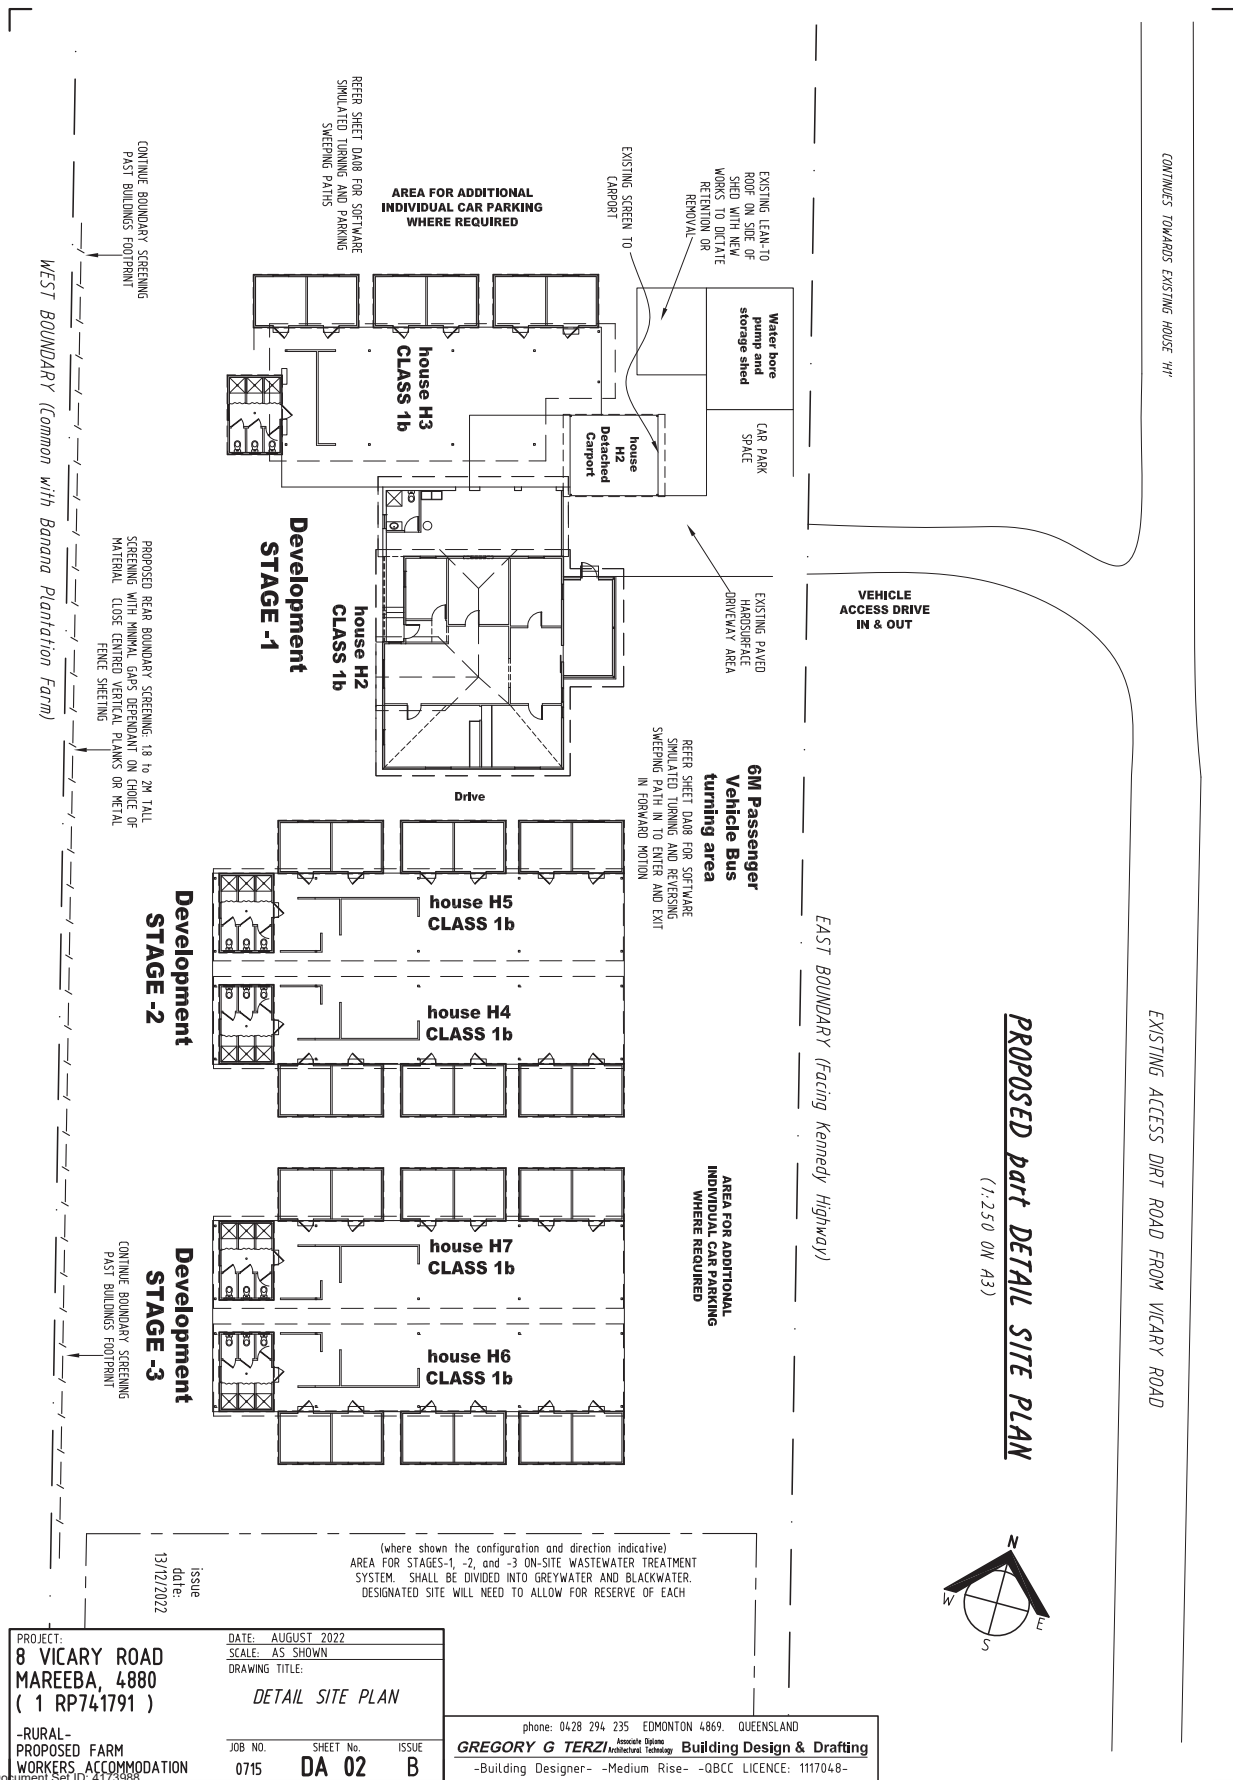 CONTINUES TOWARDS EXISTING HOUSE 'H1'
REFER SHEET DA08 FOR SOFTWARE
SIMULATED TURNING AND PARKING
SWEEPING PATHS
AREA FOR ADDITIONAL
INDIVIDUAL CAR PARKING
WHERE REQUIRED
EXISTING SCREEN TO
CARPORT
EXISTING LEAN-TO
ROOF ON SIDE OF
SHED WITH NEW
WORKS TO DICTATE
RETENTION OR
REMOVAL
CONTINUE BOUNDARY SCREENING
PAST BUILDINGS FOOTPRINT
WEST BOUNDARY (Common with Banana Plantation Farm)
Water bore
pump and
storage shed
house H3
CLASS 1b
house
H2
Detached
Carport
CAR PARK
SPACE
Development
STAGE -1
house H2
CLASS 1b
EXISTING PAVED
HARDSURFACE
DRIVEWAY AREA
VEHICLE
ACCESS DRIVE
IN & OUT
PROPOSED REAR BOUNDARY SCREENING: 1.8 to 2M TALL
SCREENING WITH MINIMAL GAPS DEPENDANT ON CHOICE OF
MATERIAL CLOSE CENTRED VERTICAL PLANKS OR METAL
FENCE SHEETING
Drive
6M Passenger
Vehicle Bus
turning area
REFER SHEET DA08 FOR SOFTWARE
SIMULATED TURNING AND REVERSING
SWEEPING PATH IN TO ENTER AND EXIT
IN FORWARD MOTION
Development
STAGE -2
house H5
CLASS 1b
house H4
CLASS 1b
EAST BOUNDARY (Facing Kennedy Highway)
EXISTING ACCESS DIRT ROAD FROM VICARY ROAD
PROPOSED part DETAIL SITE PLAN
(1:250 ON A3)
AREA FOR ADDITIONAL
INDIVIDUAL CAR PARKING
WHERE REQUIRED
Development
STAGE -3
CONTINUE BOUNDARY SCREENING
PAST BUILDINGS FOOTPRINT
house H7
CLASS 1b
house H6
CLASS 1b
N
W
E
S
(where shown the configuration and direction indicative)
AREA FOR STAGES-1, -2, and -3 ON-SITE WASTEWATER TREATMENT
SYSTEM. SHALL BE DIVIDED INTO GREYWATER AND BLACKWATER.
DESIGNATED SITE WILL NEED TO ALLOW FOR RESERVE OF EACH
issue
date:
13/12/2022
PROJECT:
8 VICARY ROAD
MAREEBA, 4880
( 1 RP741791 )
-RURAL-
PROPOSED FARM
WORKERS ACCOMMODATION
DATE: AUGUST 2022
SCALE: AS SHOWN
DRAWING TITLE:
DETAIL SITE PLAN
JOB NO. SHEET No. ISSUE
0715 DA 02 B
phone: 0428 294 235 EDMONTON 4869. QUEENSLAND
GREGORY G TERZI Associate Diploma Architectural Technology Building Design & Drafting
-Building Designer- -Medium Rise- -QBCC LICENCE: 1117048-
Document Set ID: 4173988